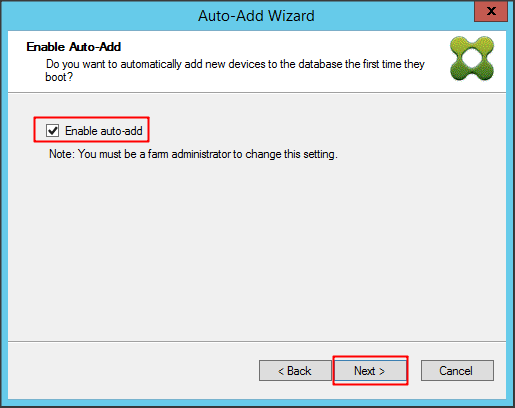 Auto-Add Wizard
x
Enable Auto-Add
Do you want to automatically add new devices to the database the first time they
boot?
Enable auto-add
Note: You must be a farm administrator to change this setting.
< Back
Next >
Cancel